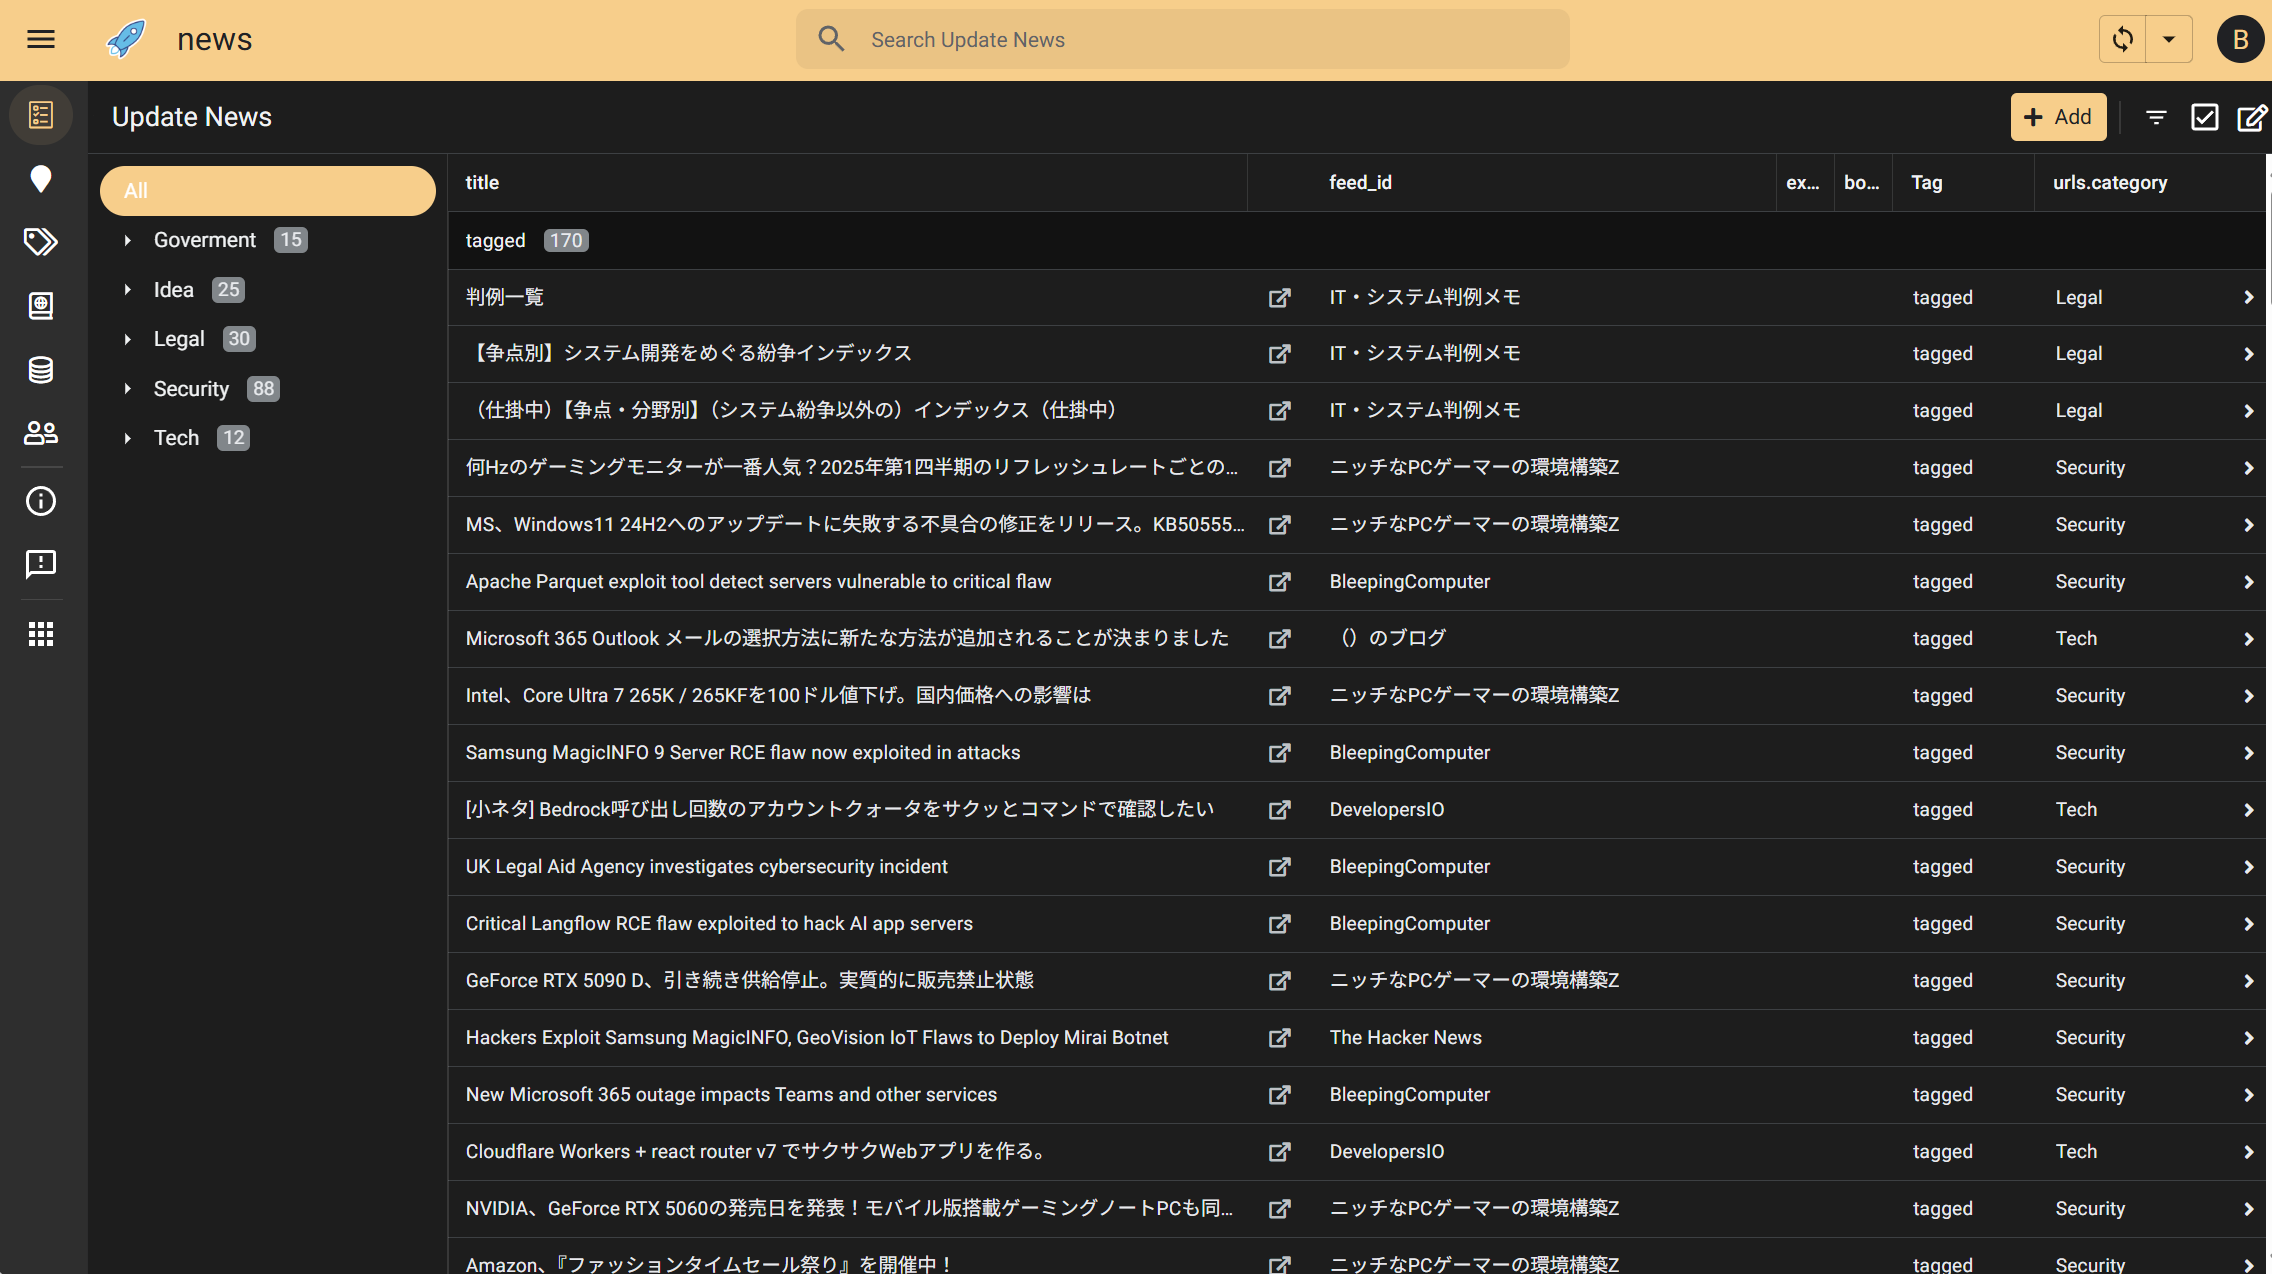 news
Search Update News
B
Update News
Add
All
Goverment 15
Idea 25
Legal 30
Security 88
Tech 12
title feed_id ex... bo... Tag urls.category
tagged 170
判例一覧 IT・システム判例メモ tagged Legal
【争点別】システム開発をめぐる紛争インデックス IT・システム判例メモ tagged Legal
（仕掛中）【争点・分野別】（システム紛争以外の）インデックス（仕掛中） IT・システム判例メモ tagged Legal
何Hzのゲーミングモニターが一番人気？2025年第1四半期のリフレッシュレートごとの... ニッチなPCゲーマーの環境構築Z tagged Security
MS、Windows11 24H2へのアップデートに失敗する不具合の修正をリリース。KB50555... ニッチなPCゲーマーの環境構築Z tagged Security
Apache Parquet exploit tool detect servers vulnerable to critical flaw BleepingComputer tagged Security
Microsoft 365 Outlook メールの選択方法に新たな方法が追加されることが決まりました （）のブログ tagged Tech
Intel、Core Ultra 7 265K / 265KFを100ドル値下げ。国内価格への影響は ニッチなPCゲーマーの環境構築Z tagged Security
Samsung MagicINFO 9 Server RCE flaw now exploited in attacks BleepingComputer tagged Security
[小ネタ] Bedrock呼び出し回数のアカウントクォータをサクッとコマンドで確認したい DevelopersIO tagged Tech
UK Legal Aid Agency investigates cybersecurity incident BleepingComputer tagged Security
Critical Langflow RCE flaw exploited to hack AI app servers BleepingComputer tagged Security
GeForce RTX 5090 D、引き続き供給停止。実質的に販売禁止状態 ニッチなPCゲーマーの環境構築Z tagged Security
Hackers Exploit Samsung MagicINFO, GeoVision IoT Flaws to Deploy Mirai Botnet The Hacker News tagged Security
New Microsoft 365 outage impacts Teams and other services BleepingComputer tagged Security
Cloudflare Workers + react router v7 でサクサクWebアプリを作る。 DevelopersIO tagged Tech
NVIDIA、GeForce RTX 5060の発売日を発表！モバイル版搭載ゲーミングノートPCも同... ニッチなPCゲーマーの環境構築Z tagged Security
Amazon、『ファッションタイムセール祭り』を開催中！ ニッチなPCゲーマーの環境構築Z tagged Security